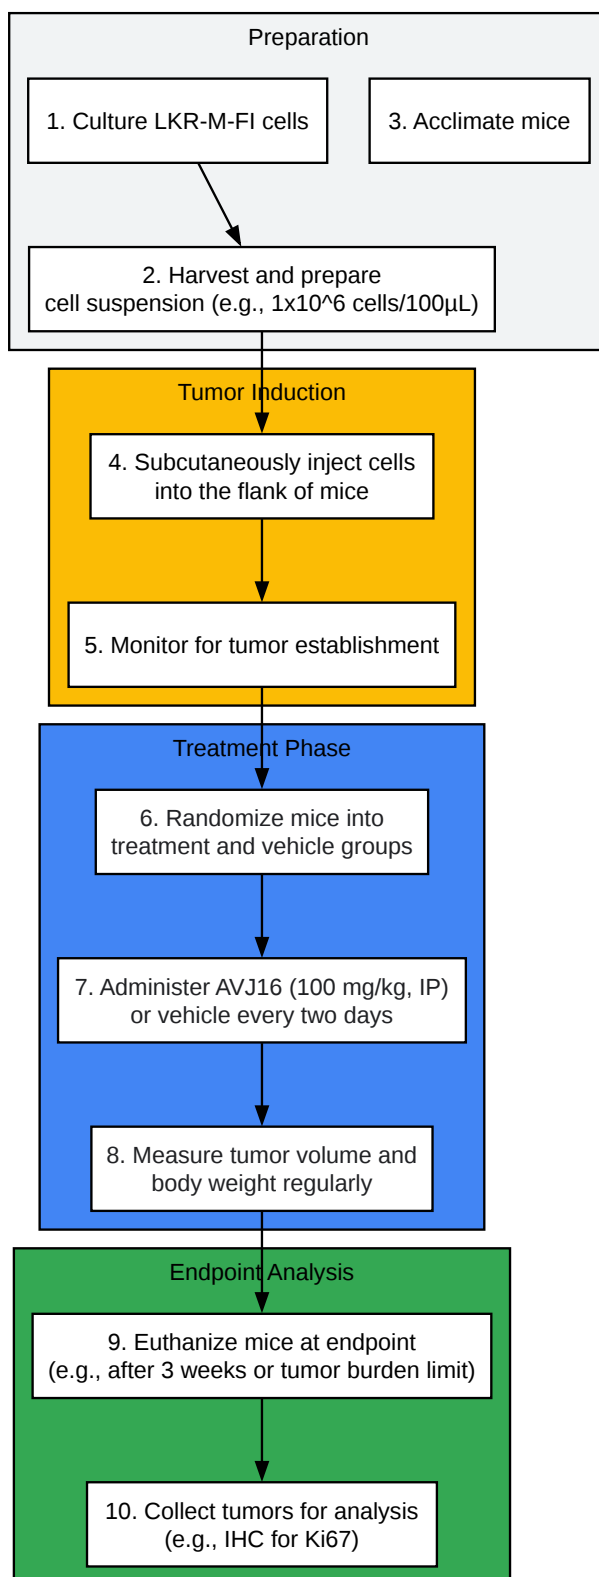 Preparation
1. Culture LKR-M-FI cells
3. Acclimate mice
2. Harvest and prepare
cell suspension (e.g., 1x10^6 cells/100µL)
Tumor Induction
4. Subcutaneously inject cells
into the flank of mice
5. Monitor for tumor establishment
Treatment Phase
6. Randomize mice into
treatment and vehicle groups
7. Administer AVJ16 (100 mg/kg, IP)
or vehicle every two days
8. Measure tumor volume and
body weight regularly
Endpoint Analysis
9. Euthanize mice at endpoint
(e.g., after 3 weeks or tumor burden limit)
10. Collect tumors for analysis
(e.g., IHC for Ki67)